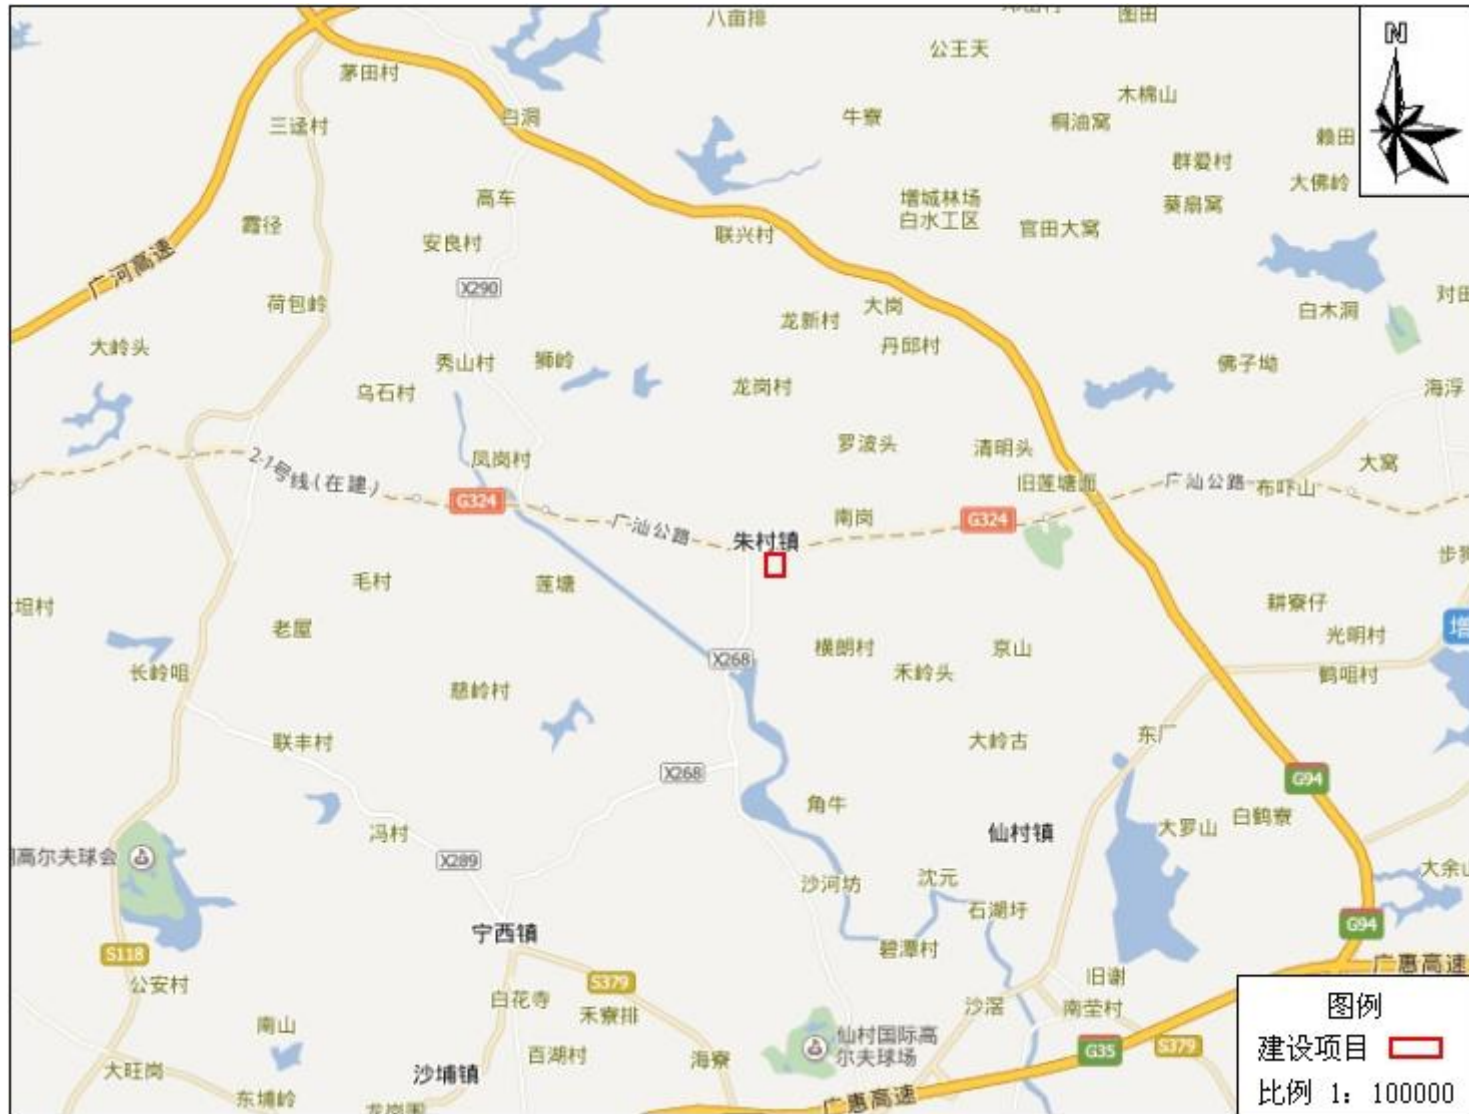 八亩排
图田
公王天
N
茅田村
木棉山
白洞
牛寮
桐油窝
三迳村
赖田
群爱村
大佛岭
高车
增城林场
白水工区
葵扇窝
霞径
安良村
联兴村
官田大窝
广河高速
X290
荷包岭
大岗
龙新村
白木洞
对田
大岭头
秀山村
狮岭
丹邱村
佛子坳
乌石村
龙岗村
海浮
罗波头
清明头
凤岗村
大窝
2-1号线(在建)
旧莲塘面
广汕公路
布吓山
G324
广汕公路
南岗
G324
朱村镇
毛村
莲塘
耕寮仔
坦村
老屋
光明村
增
横朗村
京山
X268
长岭咀
禾岭头
鹤咀村
慈岭村
联丰村
大岭古
东厂
X268
G94
角牛
白鹤寮
冯村
仙村镇
大罗山
高尔夫球会
X289
沙河坊
沈元
大余山
石湖圩
G94
宁西镇
碧潭村
S118
广惠高速
公安村
S379
旧谢
白花寺
沙滘
南茔村
图例
禾寮排
南山
仙村国际高
尔夫球场
建设项目
百湖村
海寮
G35
S379
大旺岗
沙埔镇
比例 1: 100000
东埔岭
广惠高速